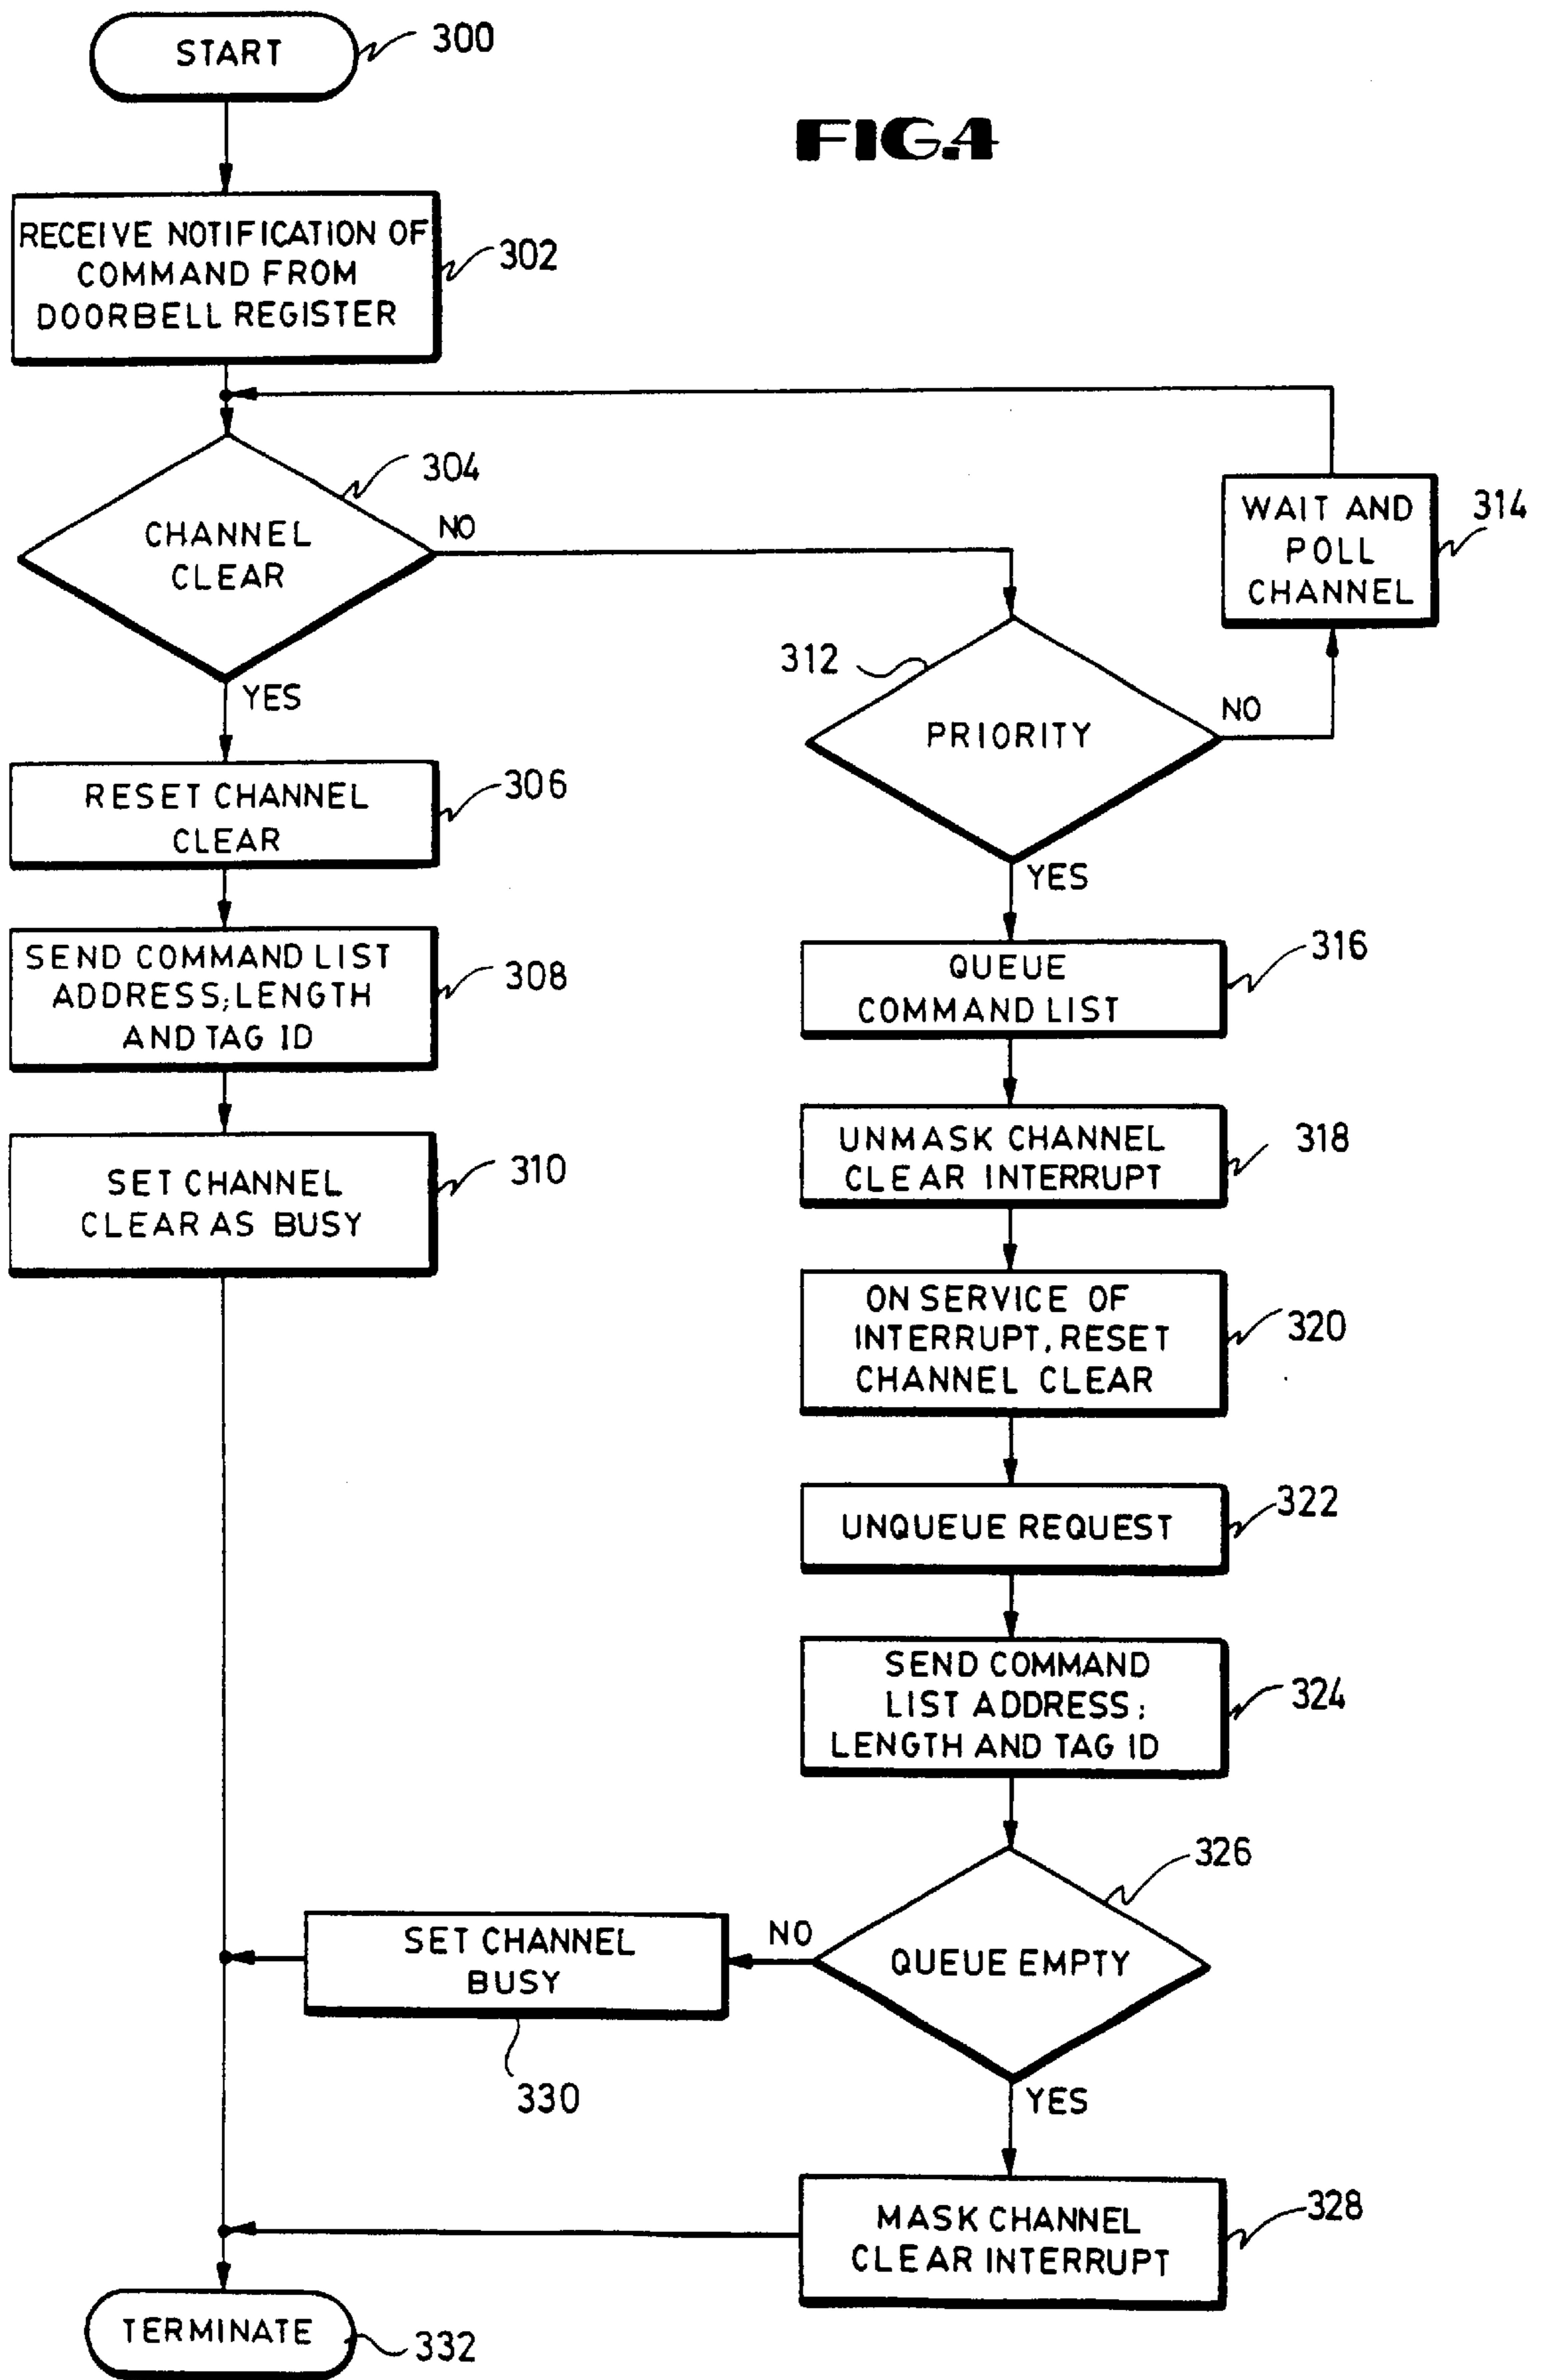 START
300
FIG.4
RECEIVE NOTIFICATION OF
COMMAND FROM
DOORBELL REGISTER
302
304
CHANNEL
CLEAR
NO
YES
WAIT AND
POLL
CHANNEL
314
312
PRIORITY
NO
YES
RESET CHANNEL
CLEAR
306
SEND COMMAND LIST
ADDRESS; LENGTH
AND TAG ID
308
SET CHANNEL
CLEAR AS BUSY
310
QUEUE
COMMAND LIST
316
UNMASK CHANNEL
CLEAR INTERRUPT
318
ON SERVICE OF
INTERRUPT, RESET
CHANNEL CLEAR
320
UNQUEUE REQUEST
322
SEND COMMAND
LIST ADDRESS;
LENGTH AND TAG ID
324
326
QUEUE EMPTY
NO
YES
SET CHANNEL
BUSY
330
MASK CHANNEL
CLEAR INTERRUPT
328
TERMINATE
332